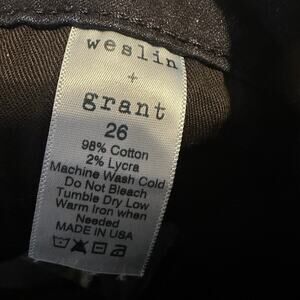 weslin
+
grant
26
98% Cotton
2% Lycra
Machine Wash Cold
Do Not Bleach
Tumble Dry Low
Warm Iron when
Needed
MADE IN USA